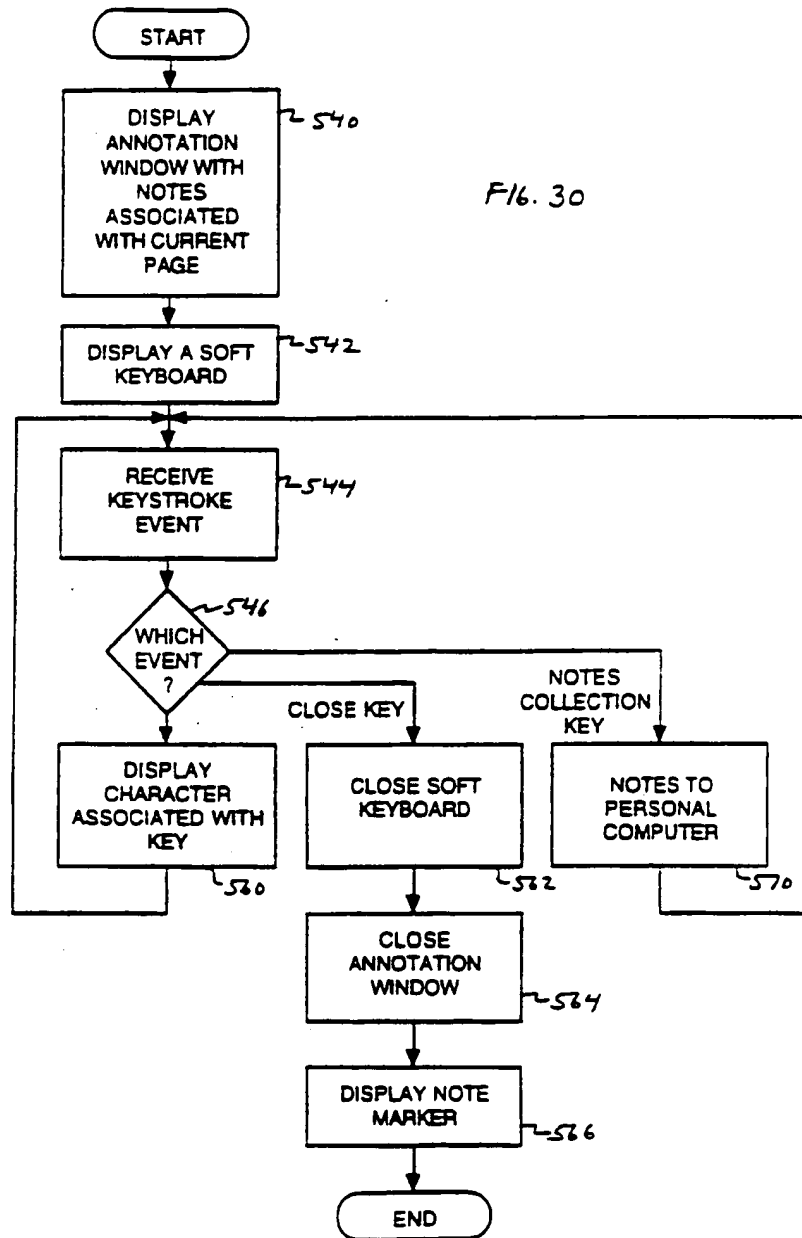 START
DISPLAY
ANNOTATION
WINDOW WITH
NOTES
ASSOCIATED
WITH CURRENT
PAGE
540
FIG. 30
DISPLAY A SOFT
KEYBOARD
542
RECEIVE
KEYSTROKE
EVENT
544
WHICH
EVENT
?
546
CLOSE KEY
NOTES
COLLECTION
KEY
DISPLAY
CHARACTER
ASSOCIATED WITH
KEY
560
CLOSE SOFT
KEYBOARD
562
NOTES TO
PERSONAL
COMPUTER
570
CLOSE
ANNOTATION
WINDOW
564
DISPLAY NOTE
MARKER
566
END